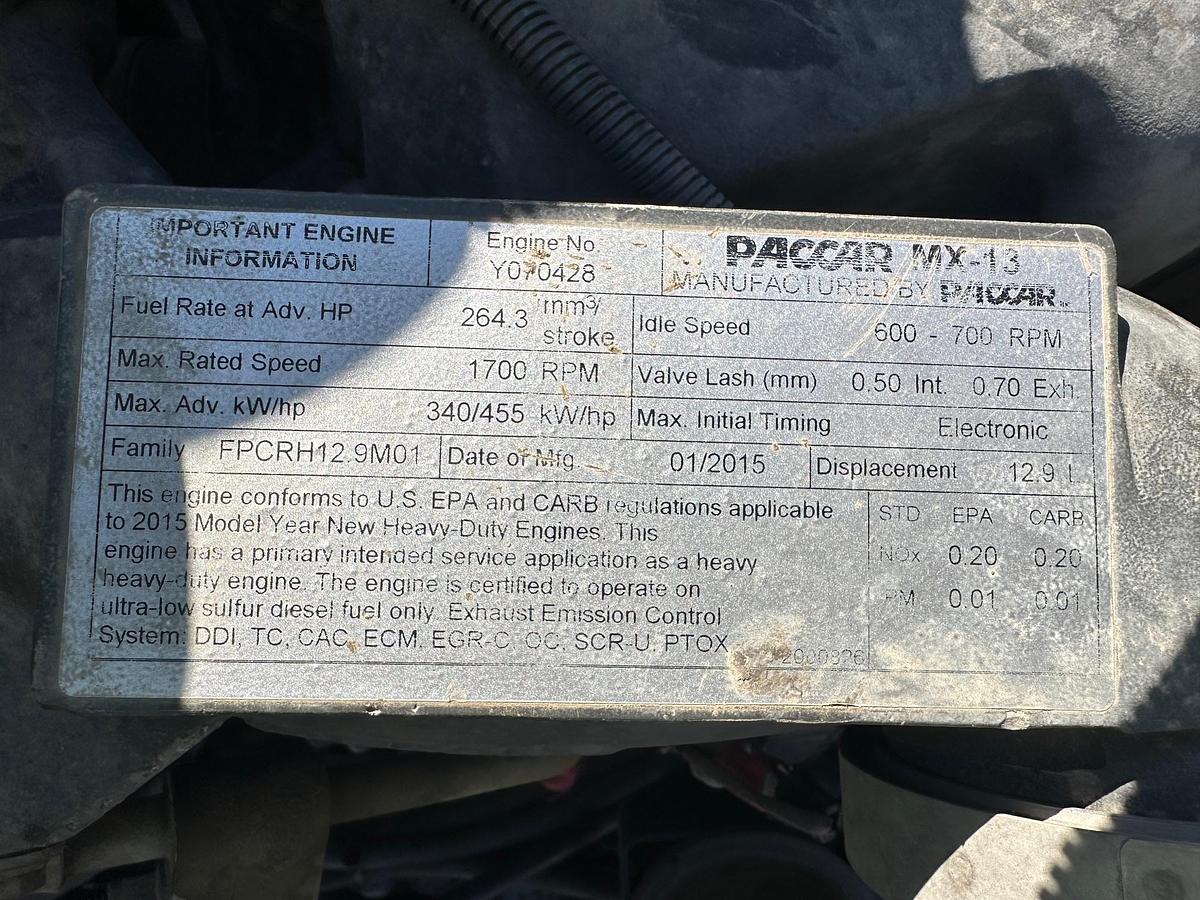 IMPORTANT ENGINE
INFORMATION
Engine No
Y070428
PACCAR MX-13
MANUFACTURED BY PACCAR
Fuel Rate at Adv. HP 264.3 mm3/
stroke
Idle Speed 600 - 700 RPM
Max. Rated Speed 1700 RPM
Valve Lash (mm) 0.50 Int. 0.70 Exh.
Max. Adv. kW/hp 340/455 kW/hp
Max. Initial Timing Electronic
Family FPCRH12.9M01
Date of Mfg. 01/2015
Displacement 12.9 L
This engine conforms to U.S. EPA and CARB regulations applicable
to 2015 Model Year New Heavy-Duty Engines. This
engine has a primary intended service application as a heavy
heavy-duty engine. The engine is certified to operate on
ultra-low sulfur diesel fuel only. Exhaust Emission Control
System: DDI, TC, CAC, ECM, EGR-C, OC, SCR-U, PTOX
STD EPA CARB
NOx 0.20 0.20
PM 0.01 0.01